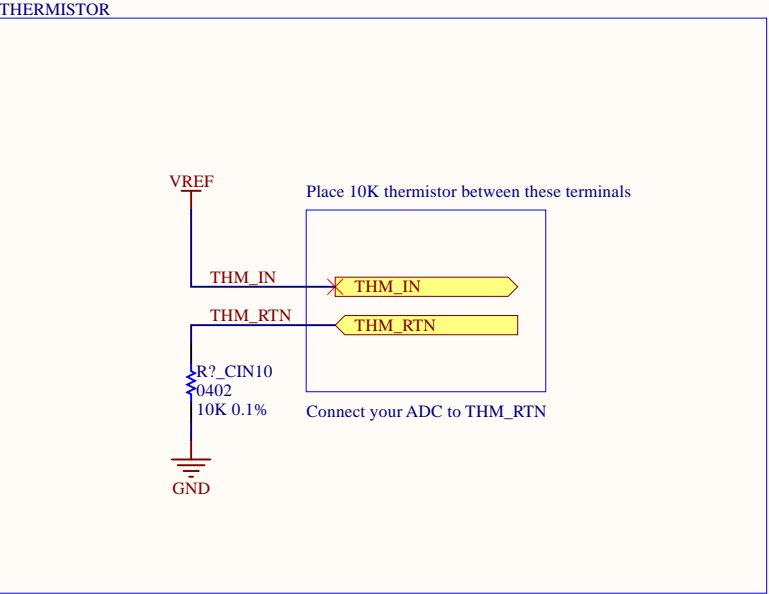 THERMISTOR
VREF
Place 10K thermistor between these terminals
THM_IN
THM_IN
THM_RTN
THM_RTN
R?_CIN10
0402
10K 0.1%
Connect your ADC to THM_RTN
GND